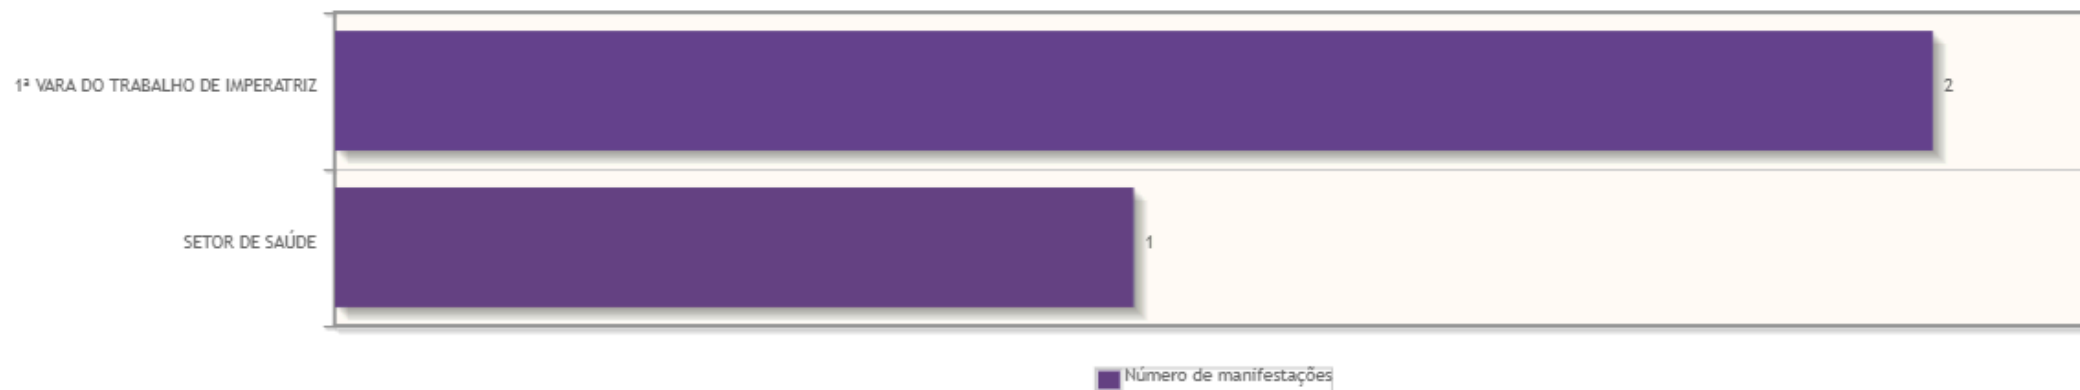 1ª VARA DO TRABALHO DE IMPERATRIZ
2
SETOR DE SAÚDE
1
Número de manifestações